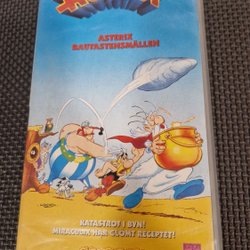 ASTERIX
BAUTASTENSMÄLLEN
KATASTROF I BYN!
MIRACULIX HAR GLÖMT RECEPTET!